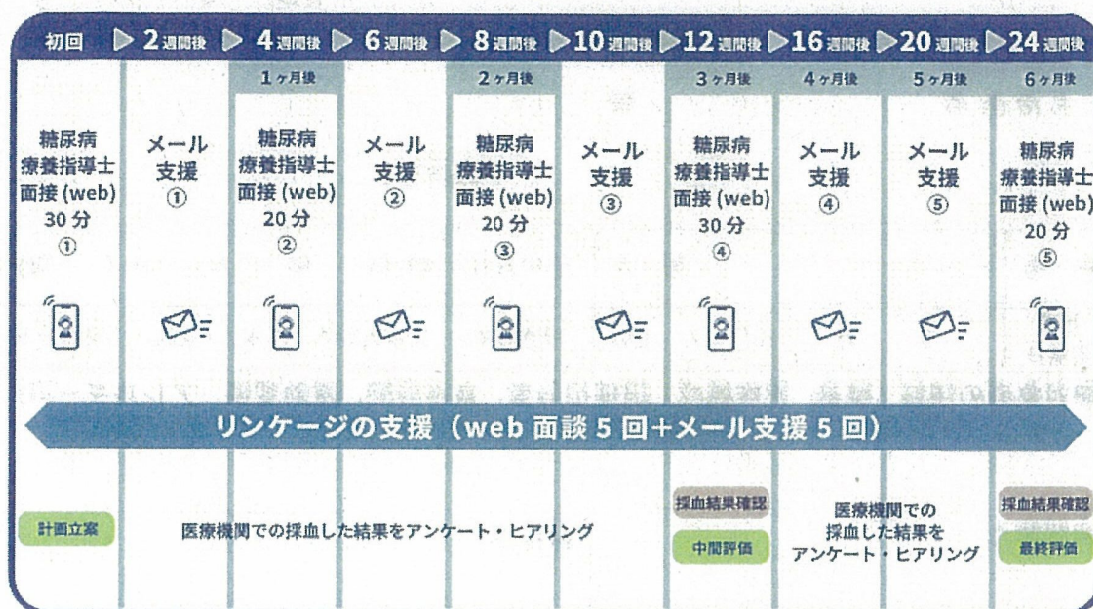 初回 ▷ 2週間後 ▷ 4週間後 ▷ 6週間後 ▷ 8週間後 ▷ 10週間後 ▷ 12週間後 ▷ 16週間後 ▷ 20週間後 ▷ 24週間後
1ヶ月後 2ヶ月後 3ヶ月後 4ヶ月後 5ヶ月後 6ヶ月後
糖尿病
療養指導士
面接(web)
30分
①
メール
支援
①
糖尿病
療養指導士
面接(web)
20分
②
メール
支援
②
糖尿病
療養指導士
面接(web)
20分
③
メール
支援
③
糖尿病
療養指導士
面接(web)
30分
④
メール
支援
④
メール
支援
⑤
糖尿病
療養指導士
面接(web)
20分
⑤
リンケージの支援(web面談5回+メール支援5回)
計画立案
医療機関での採血した結果をアンケート・ヒアリング
採血結果確認
中間評価
医療機関での
採血した結果を
アンケート・ヒアリング
採血結果確認
最終評価